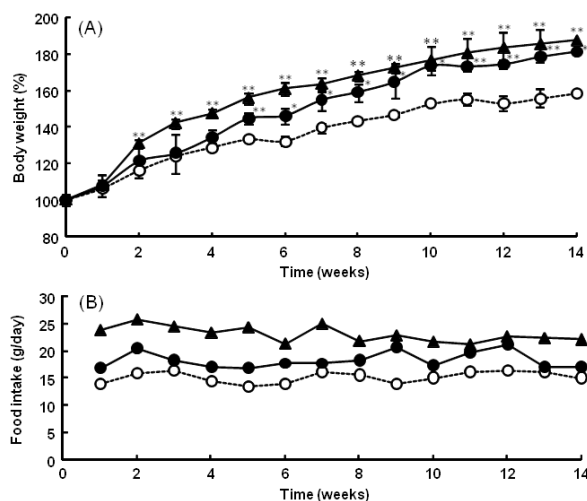 (A)
Body weight (%)
200
180
160
140
120
100
80
** ** ** ** ** ** ** ** ** ** ** ** **
** * * * * * ** ** ** ** **
0 2 4 6 8 10 12 14
Time (weeks)
(B)
Food intake (g/day)
30
25
20
15
10
5
0
0 2 4 6 8 10 12 14
Time (weeks)